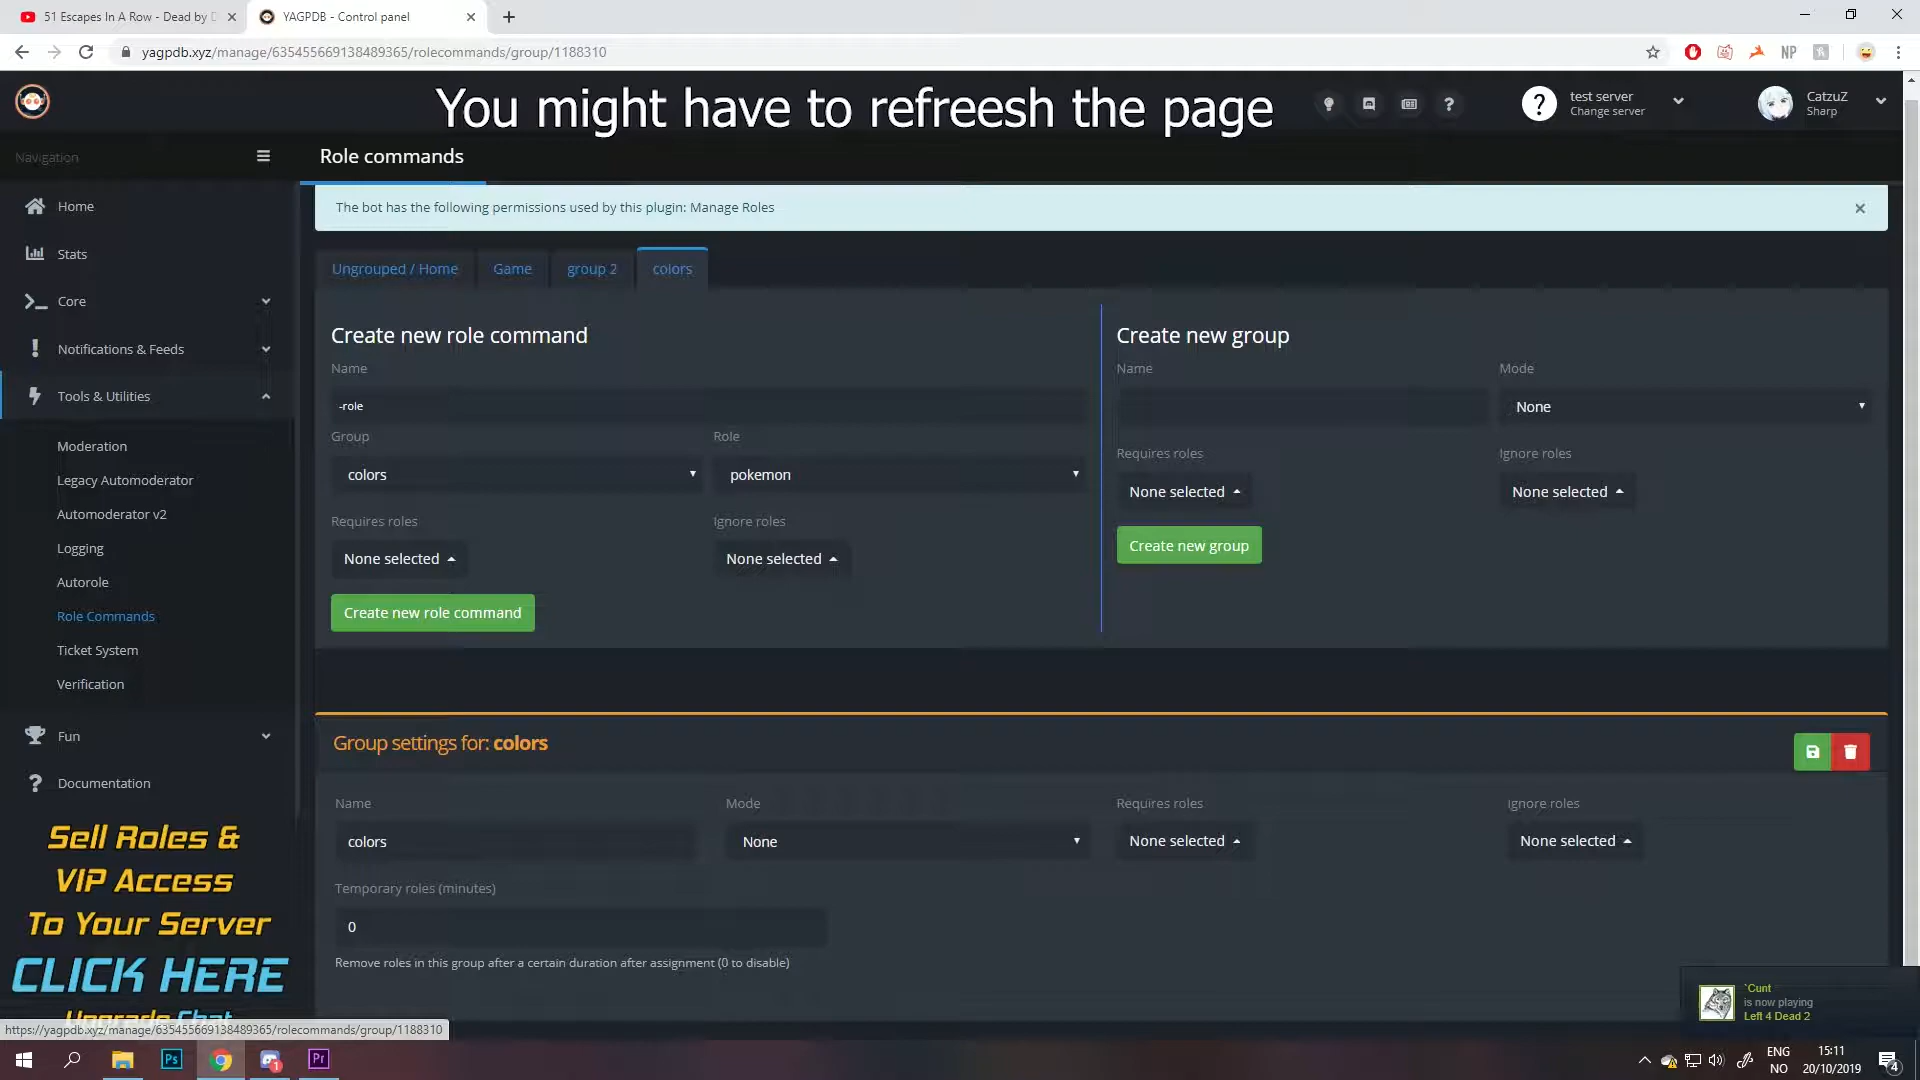 51 Escapes In A Row - Dead by D
YAGPDB - Control panel
yagpdb.xyz/manage/635455669138489365/rolecommands/group/1188310
NP
You might have to refreesh the page
test server
Change server
CatzuZ
Sharp
Navigation
Role commands
Home
Stats
Core
Notifications & Feeds
Tools & Utilities
Moderation
Legacy Automoderator
Automoderator v2
Logging
Autorole
Role Commands
Ticket System
Verification
Fun
Documentation
Sell Roles &
VIP Access
To Your Server
CLICK HERE
Upgrade.Chat
The bot has the following permissions used by this plugin: Manage Roles
Ungrouped / Home
Game
group 2
colors
Create new role command
Name
-role
Group
Role
colors
pokemon
Requires roles
Ignore roles
None selected
None selected
Create new role command
Create new group
Name
Mode
None
Requires roles
Ignore roles
None selected
None selected
Create new group
Group settings for: colors
Name
Mode
Requires roles
Ignore roles
colors
None
None selected
None selected
Temporary roles (minutes)
0
Remove roles in this group after a certain duration after assignment (0 to disable)
`Cunt
is now playing
Left 4 Dead 2
https://yagpdb.xyz/manage/635455669138489365/rolecommands/group/1188310
Ps
1
Pr
ENG
NO
15:11
20/10/2019
4